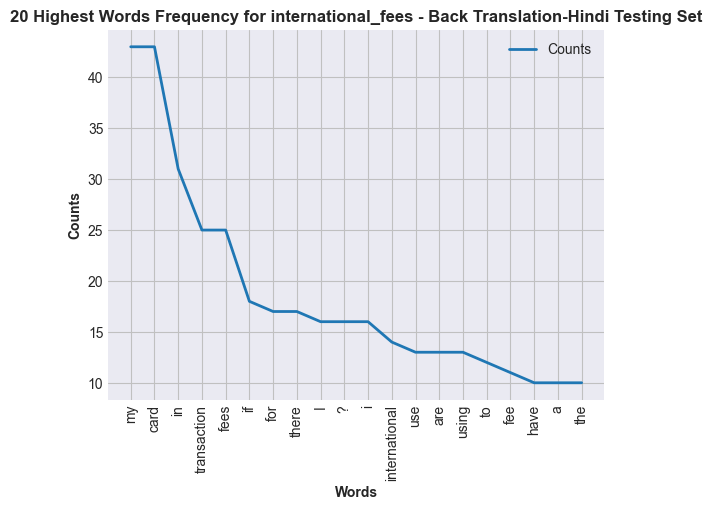 20 Highest Words Frequency for international_fees - Back Translation-Hindi Testing Set
Counts
Counts
40
35
30
25
20
15
10
my
card
in
transaction
fees
if
for
there
I
?
i
international
use
are
using
to
fee
have
a
the
Words